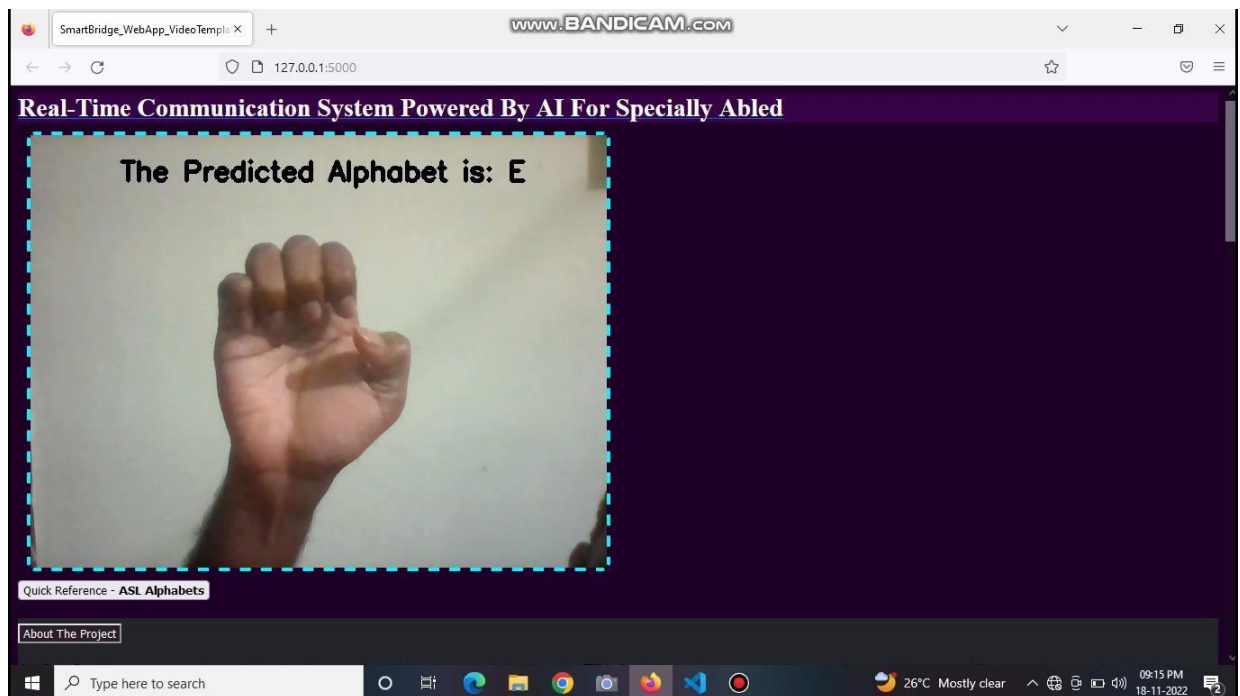 www.BANDICAM.com
SmartBridge_WebApp_VideoTempla
127.0.0.1:5000
Real-Time Communication System Powered By AI For Specially Abled
The Predicted Alphabet is: E
Quick Reference - ASL Alphabets
About The Project
Type here to search
26°C Mostly clear
09:15 PM
18-11-2022
2